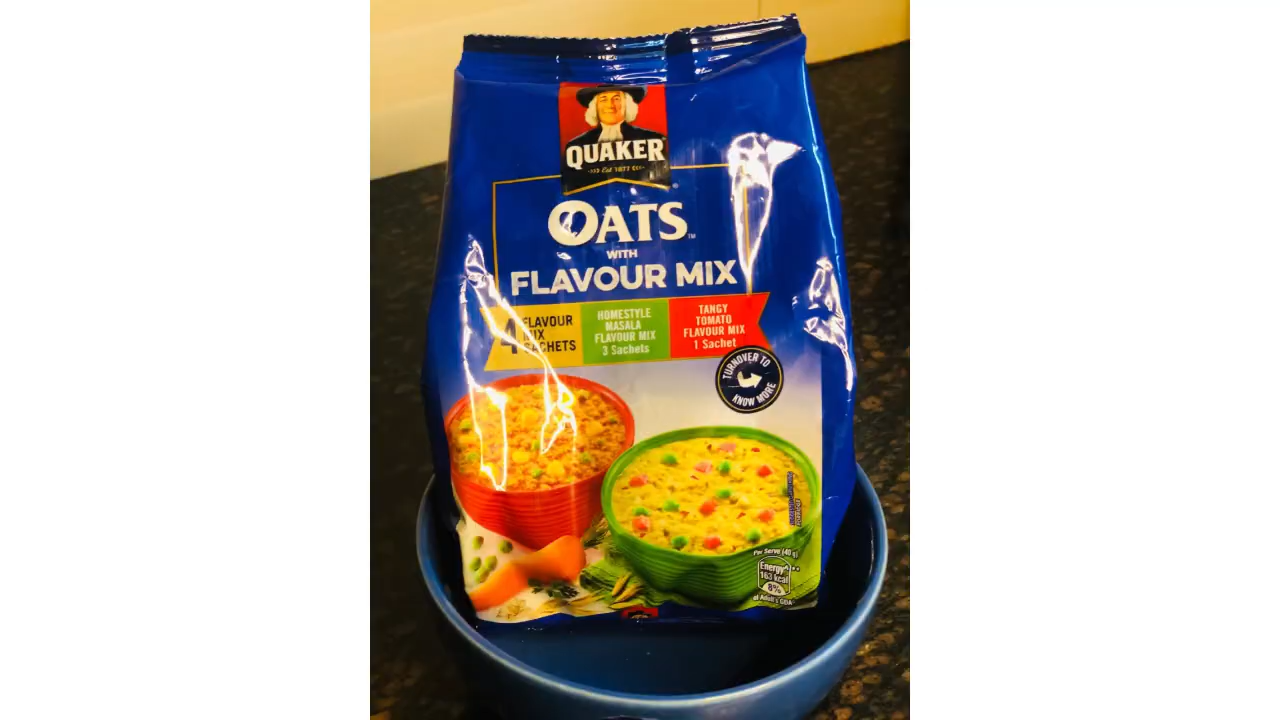 QUAKER
Est 1877
OATS™
WITH
FLAVOUR MIX
4 FLAVOUR
MIX
SACHETS
HOMESTYLE
MASALA
FLAVOUR MIX
3 Sachets
TANGY
TOMATO
FLAVOUR MIX
1 Sachet
TURNOVER TO
KNOW MORE
Per Serve (40 g)
Energy^**
163 kcal
8%
of Adult's GDA